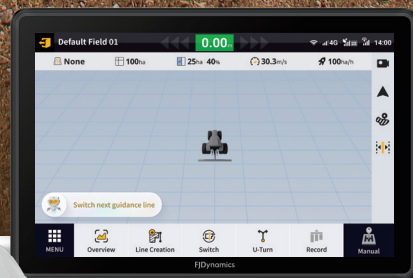 Default Field 01
0.00
4G
14:00
None
100ha
25ha 40%
30.3m/s
100ha/h
Switch next guidance line
MENU
Overview
Line Creation
Switch
U-Turn
Record
Manual
FJDynamics